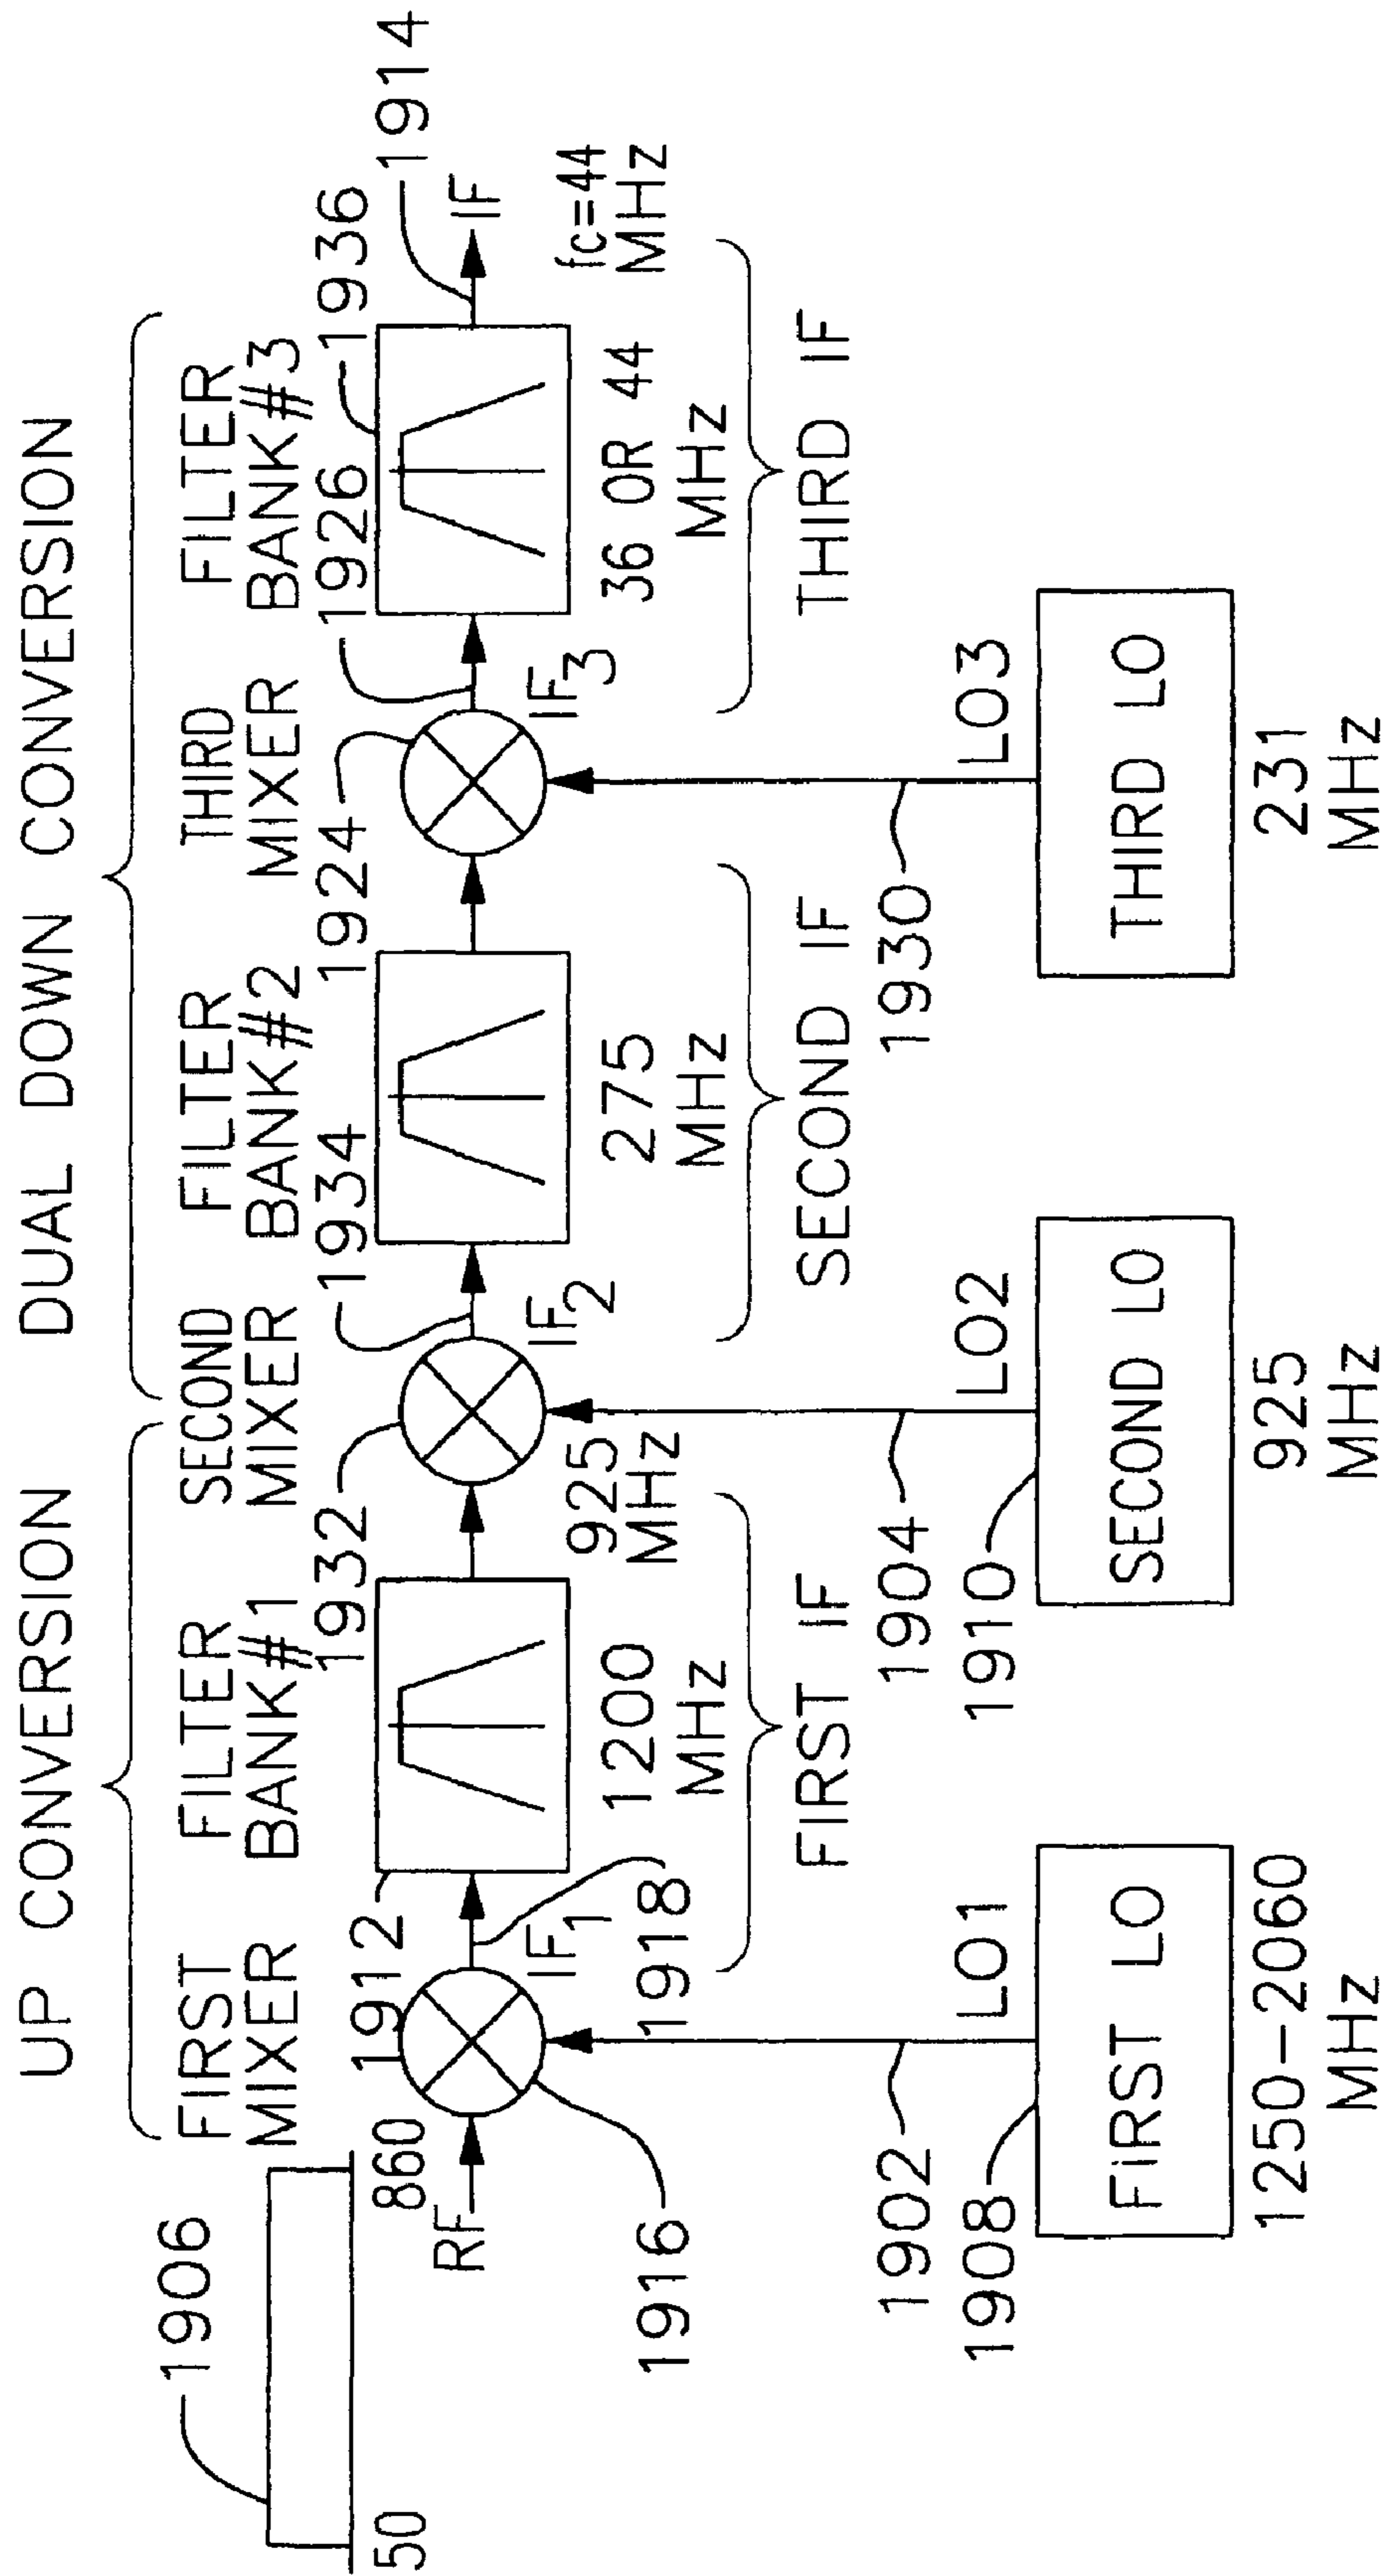 UP CONVERSION
DUAL DOWN CONVERSION
FIRST
MIXER
FILTER
BANK#1
SECOND
MIXER
FILTER
BANK#2
THIRD
MIXER
FILTER
BANK#3
1906
50
860
RF
1912
1932
1934
1924
1926
1936
1914
IF
fc=44
MHz
IF1
1918
1916
1200
MHz
925
MHz
IF2
275
MHz
IF3
36 OR 44
MHz
FIRST IF
SECOND IF
THIRD IF
1902
1908
LO1
1904
1910
LO2
1930
LO3
FIRST LO
SECOND LO
THIRD LO
1250-2060
MHz
925
MHz
231
MHz